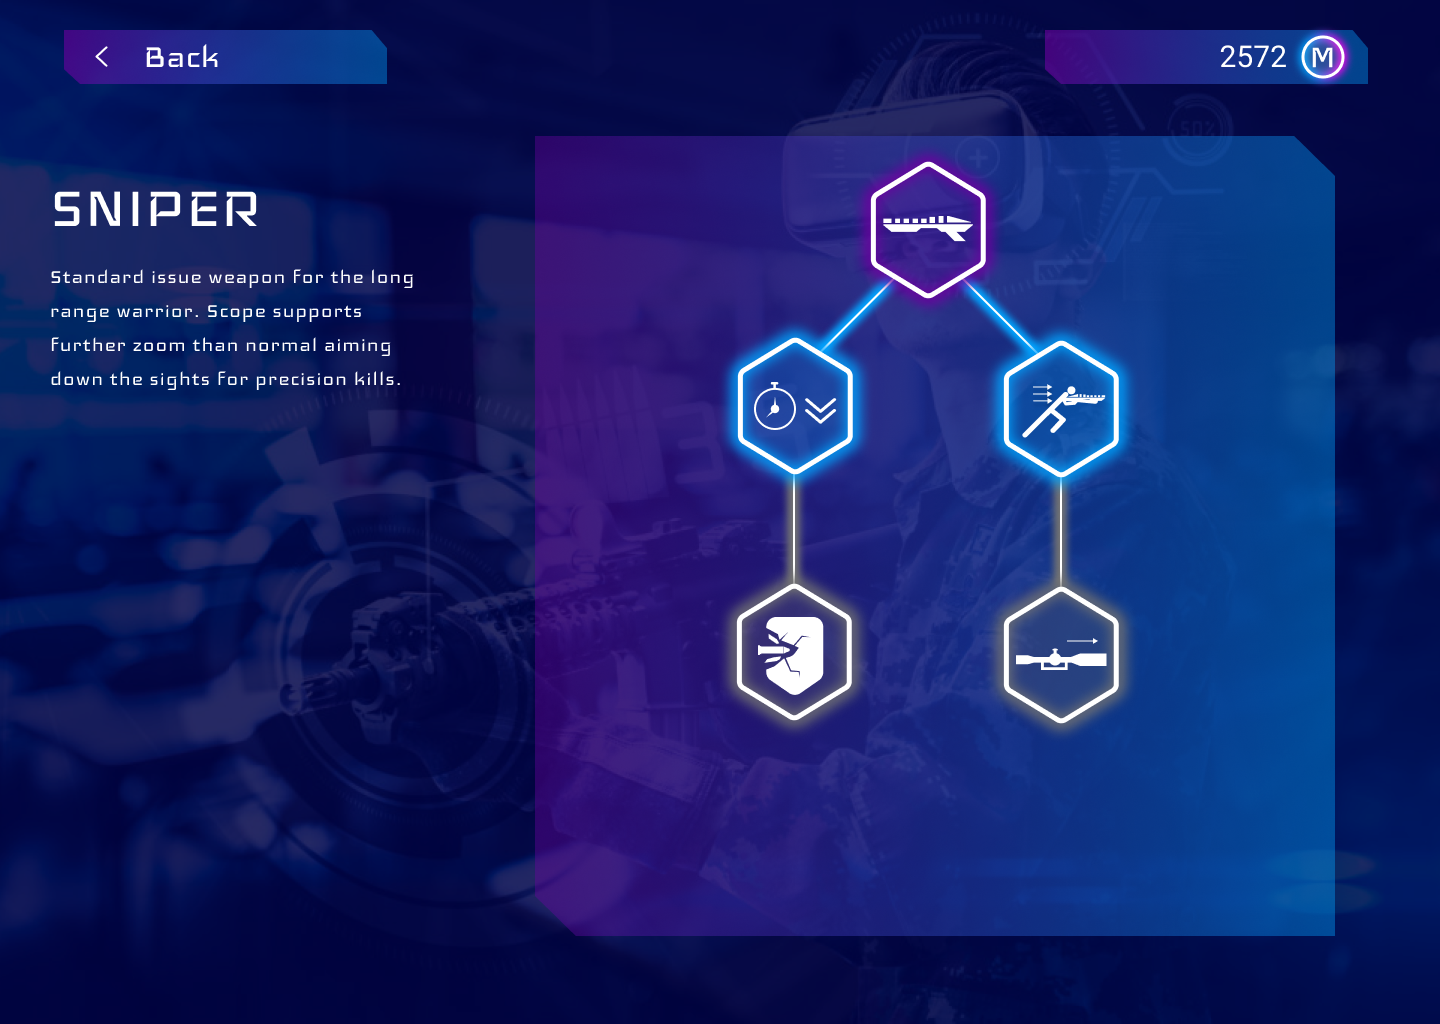 Back
2572 M
50%
SNIPER
Standard issue weapon for the long
range warrior. Scope supports
further zoom than normal aiming
down the sights for precision kills.